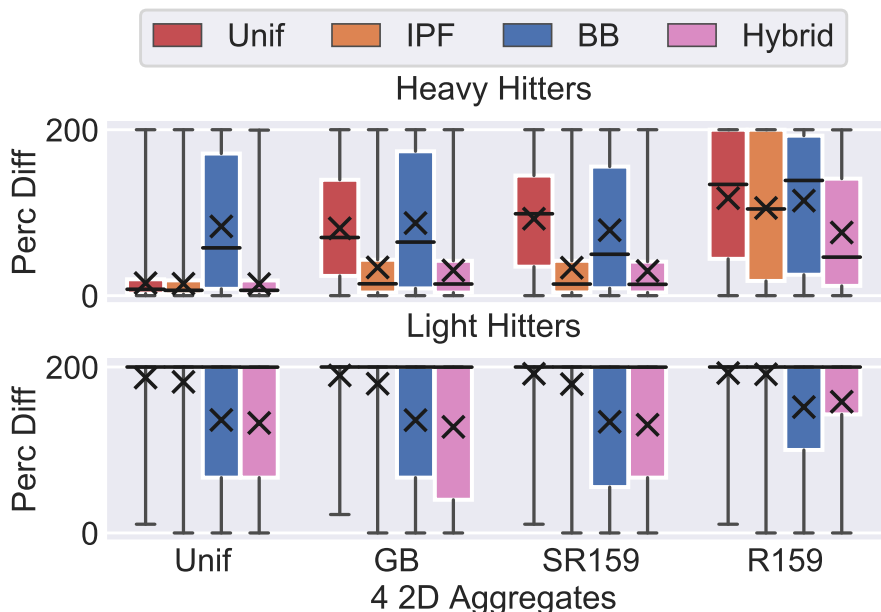 Unif IPF BB Hybrid
Heavy Hitters
200
Perc Diff
0
Light Hitters
200
Perc Diff
0
Unif GB SR159 R159
4 2D Aggregates